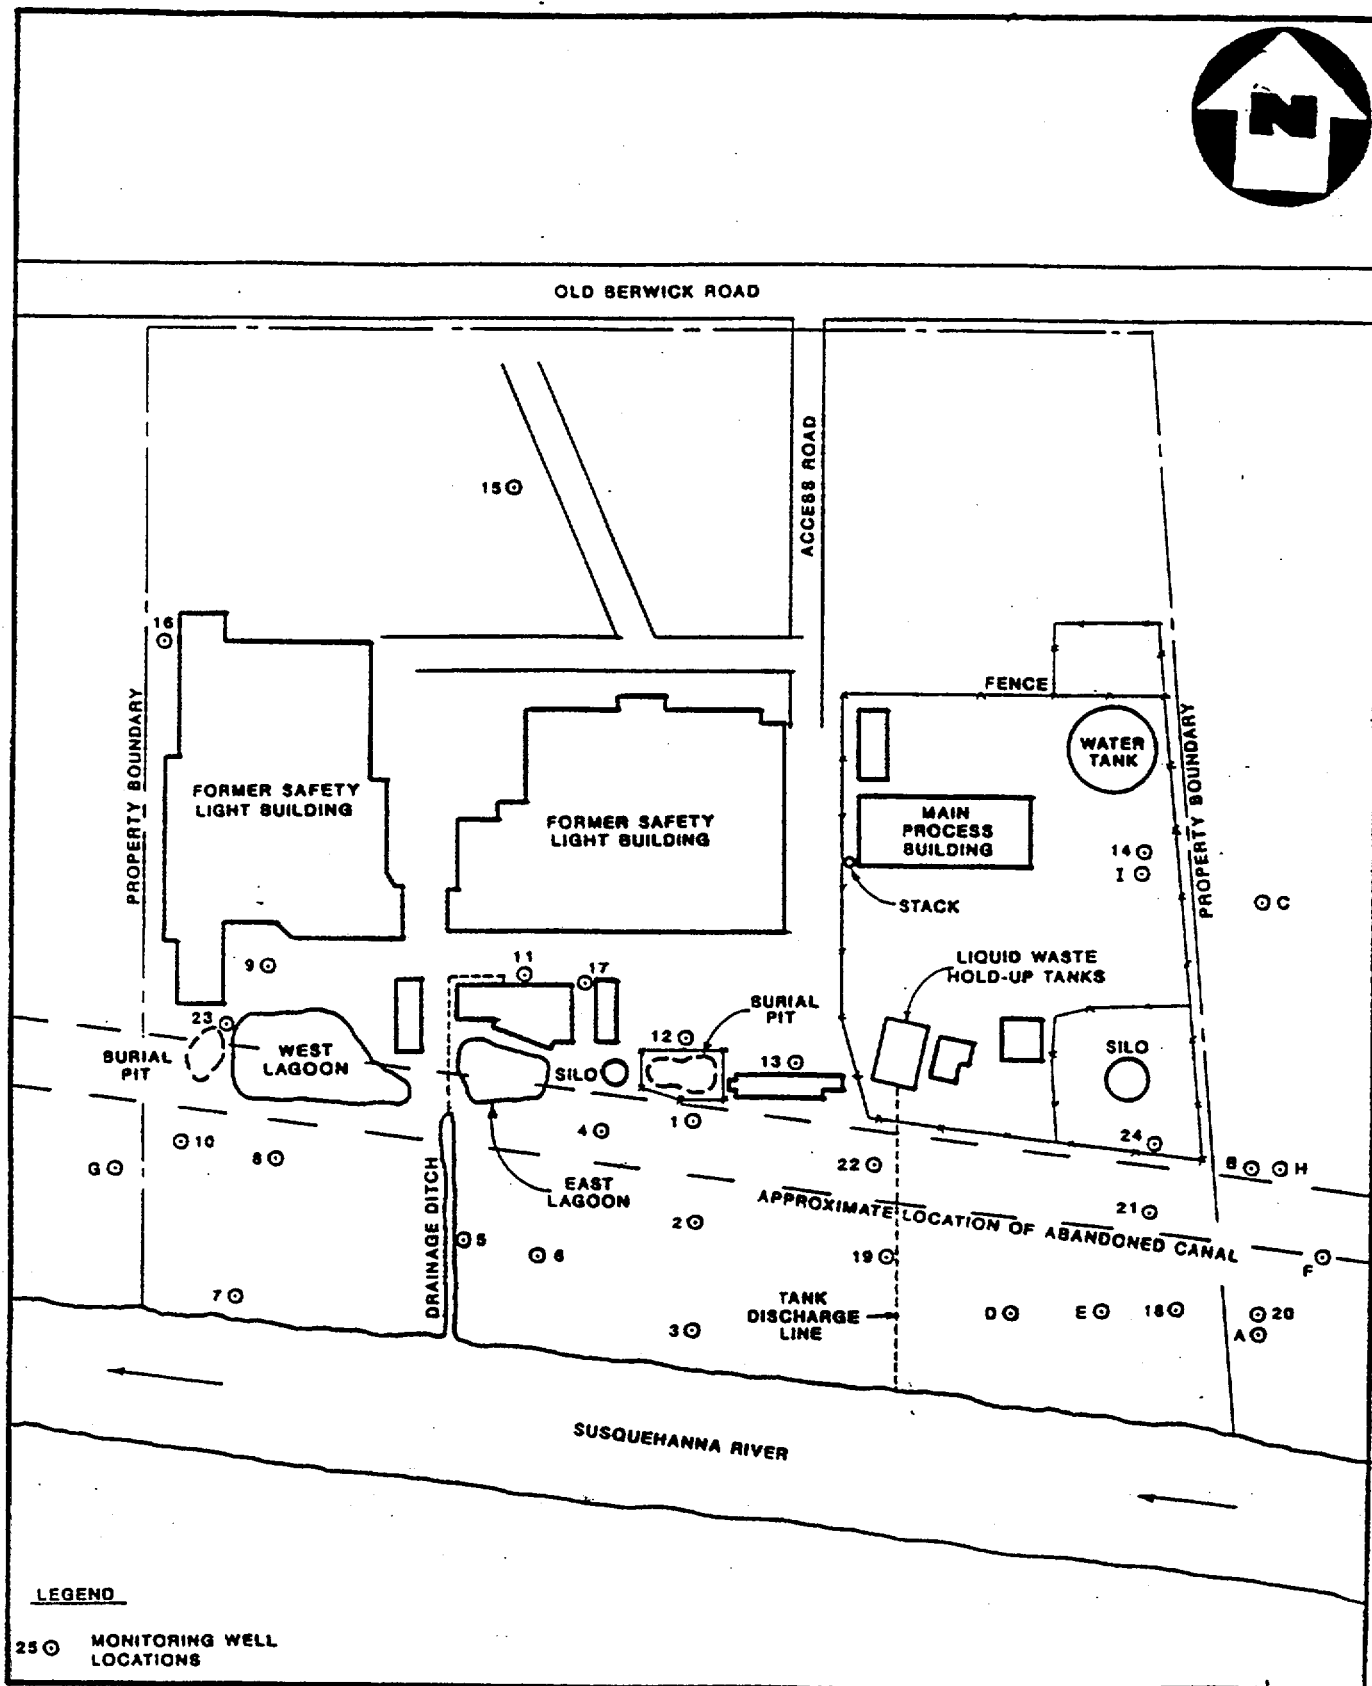 N
OLD BERWICK ROAD
ACCESS ROAD
15
16
FENCE
WATER
TANK
PROPERTY BOUNDARY
PROPERTY BOUNDARY
FORMER SAFETY
LIGHT BUILDING
FORMER SAFETY
LIGHT BUILDING
MAIN
PROCESS
BUILDING
14
I
STACK
C
9
11
17
LIQUID WASTE
HOLD-UP TANKS
BURIAL
PIT
23
12
BURIAL
PIT
WEST
LAGOON
SILO
13
SILO
10
8
G
4
1
24
22
B
H
EAST
LAGOON
DRAINAGE DITCH
5
6
2
APPROXIMATE LOCATION OF ABANDONED CANAL
21
19
F
7
3
TANK
DISCHARGE
LINE
D
E
18
20
A
SUSQUEHANNA RIVER
LEGEND
25 MONITORING WELL
LOCATIONS